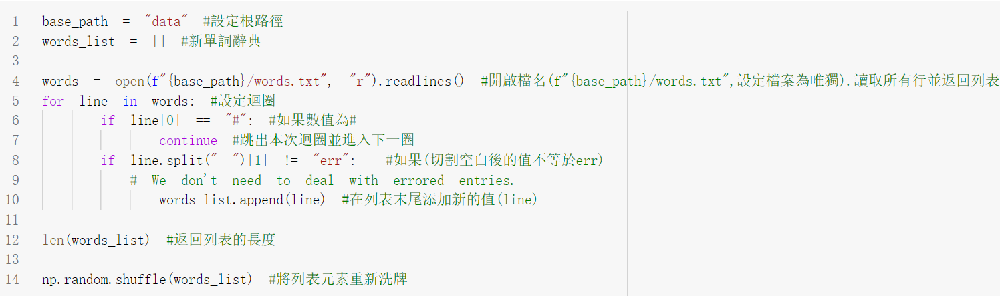 1 base_path = "data" #設定根路徑
2 words_list = [] #新單詞辭典
3
4 words = open(f"{base_path}/words.txt", "r").readlines() #開啟檔名(f"{base_path}/words.txt",設定檔案為唯獨).讀取所有行並返回列表
5 for line in words: #設定迴圈
6 if line[0] == "#": #如果數值為#
7 continue #跳出本次迴圈並進入下一圈
8 if line.split(" ")[1] != "err": #如果(切割空白後的值不等於err)
9 # We don't need to deal with errored entries.
10 words_list.append(line) #在列表末尾添加新的值(line)
11
12 len(words_list) #返回列表的長度
13
14 np.random.shuffle(words_list) #將列表元素重新洗牌